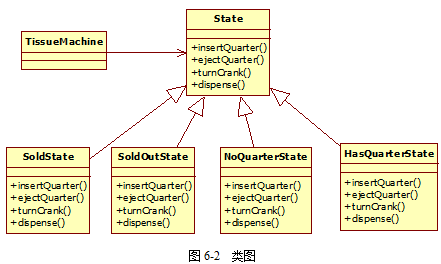 State
+insertQuarter()
+ejectQuarter()
+turnCrank()
+dispense()
TissueMachine
SoldState
+insertQuarter()
+ejectQuarter()
+turnCrank()
+dispense()
SoldOutState
+insertQuarter()
+ejectQuarter()
+turnCrank()
+dispense()
NoQuarterState
+insertQuarter()
+ejectQuarter()
+turnCrank()
+dispense()
HasQuarterState
+insertQuarter()
+ejectQuarter()
+turnCrank()
+dispense()
图 6-2 类图